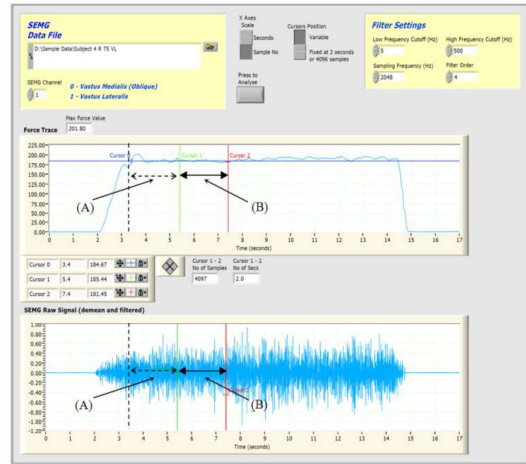 SEMG
Data File
D:\Sample Data\Subject 4 R 75 VL
SEMG Channel
1
0 - Vastus Medialis (Oblique)
1 - Vastus Lateralis
X Axes
Scale
Seconds
Sample No
Cursors Position
Variable
Fixed at 2 seconds
or 4096 samples
Press to
Analyse
Filter Settings
Low Frequency Cutoff (Hz)
5
High Frequency Cutoff (Hz)
500
Sampling Frequency (Hz)
2048
Filter Order
4
Max Force Value
201.80
Force Trace
225.00
200.00
175.00
150.00
125.00
100.00
75.00
50.00
25.00
0.00
Cursor
Cursor 1
Cursor 2
(A)
(B)
0 1 2 3 4 5 6 7 8 9 10 11 12 13 14 15 16 17
Time (seconds)
Cursor 0 3.4 184.67
Cursor 1 5.4 185.44
Cursor 2 7.4 181.45
Cursor 1 - 2
No of Samples
4097
Cursor 1 - 2
No of Secs
2.0
SEMG Raw Signal (demean and filtered)
1.00
0.80
0.60
0.40
0.20
0.00
-0.20
-0.40
-0.60
-0.80
-1.00
-1.20
(A)
(B)
0 1 2 3 4 5 6 7 8 9 10 11 12 13 14 15 16 17
Time (seconds)